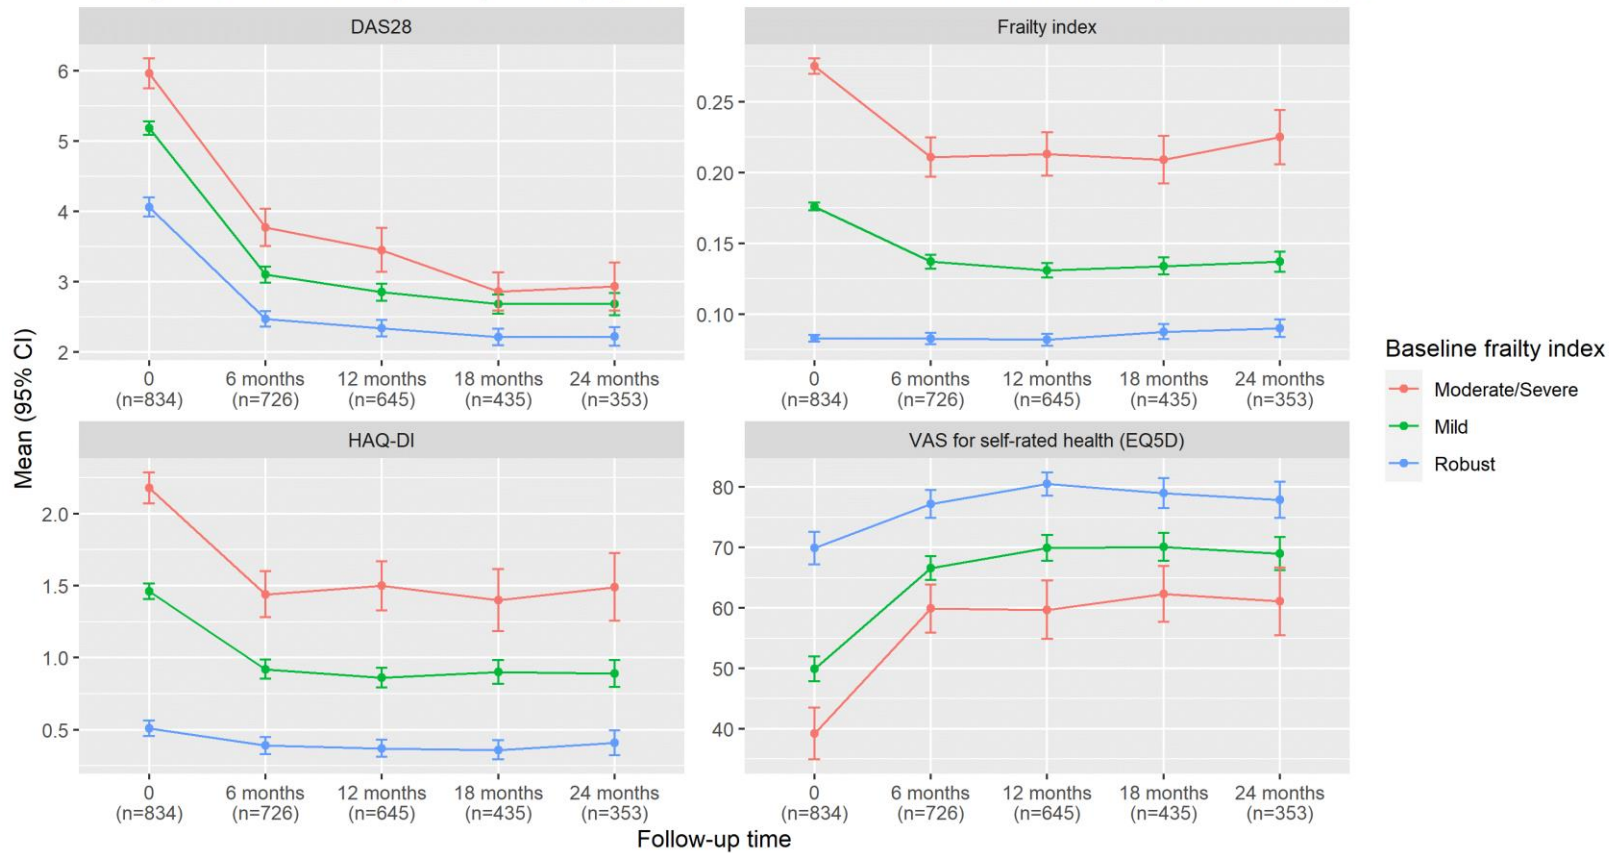 DAS28
Frailty index
6
5
4
3
2
0.25
0.20
0.15
0.10
0 6 months 12 months 18 months 24 months
(n=834) (n=726) (n=645) (n=435) (n=353)
0 6 months 12 months 18 months 24 months
(n=834) (n=726) (n=645) (n=435) (n=353)
Mean (95% CI)
HAQ-DI
VAS for self-rated health (EQ5D)
2.0
1.5
1.0
0.5
80
70
60
50
40
0 6 months 12 months 18 months 24 months
(n=834) (n=726) (n=645) (n=435) (n=353)
0 6 months 12 months 18 months 24 months
(n=834) (n=726) (n=645) (n=435) (n=353)
Follow-up time
Baseline frailty index
Moderate/Severe
Mild
Robust